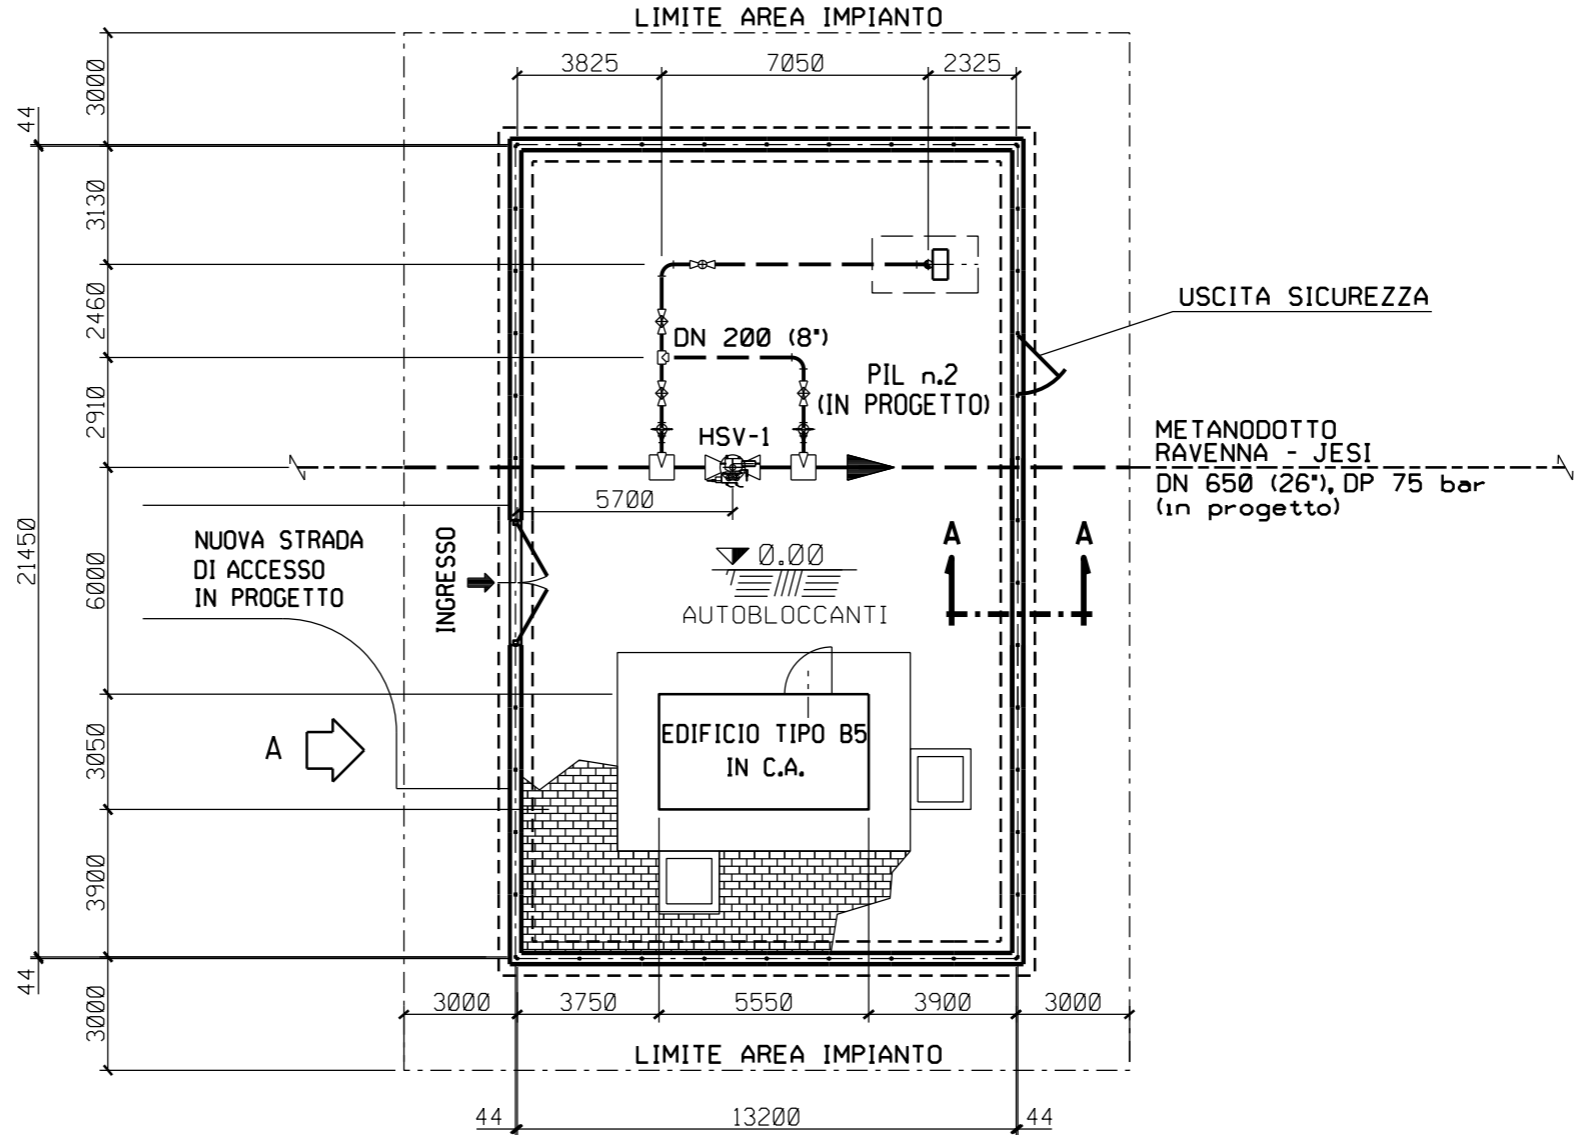 LIMITE AREA IMPIANTO
3825
7050
2325
3000
44
3130
2460
2910
6000
3050
3900
3000
21450
44
DN 200 (8")
PIL n.2
(IN PROGETTO)
HSV-1
5700
USCITA SICUREZZA
METANODOTTO
RAVENNA - JESI
DN 650 (26"), DP 75 bar
(in progetto)
NUOVA STRADA
DI ACCESSO
IN PROGETTO
INGRESSO
0.00
AUTOBLOCCANTI
A
A
A
EDIFICIO TIPO B5
IN C.A.
3000
3750
5550
3900
3000
LIMITE AREA IMPIANTO
44
13200
44